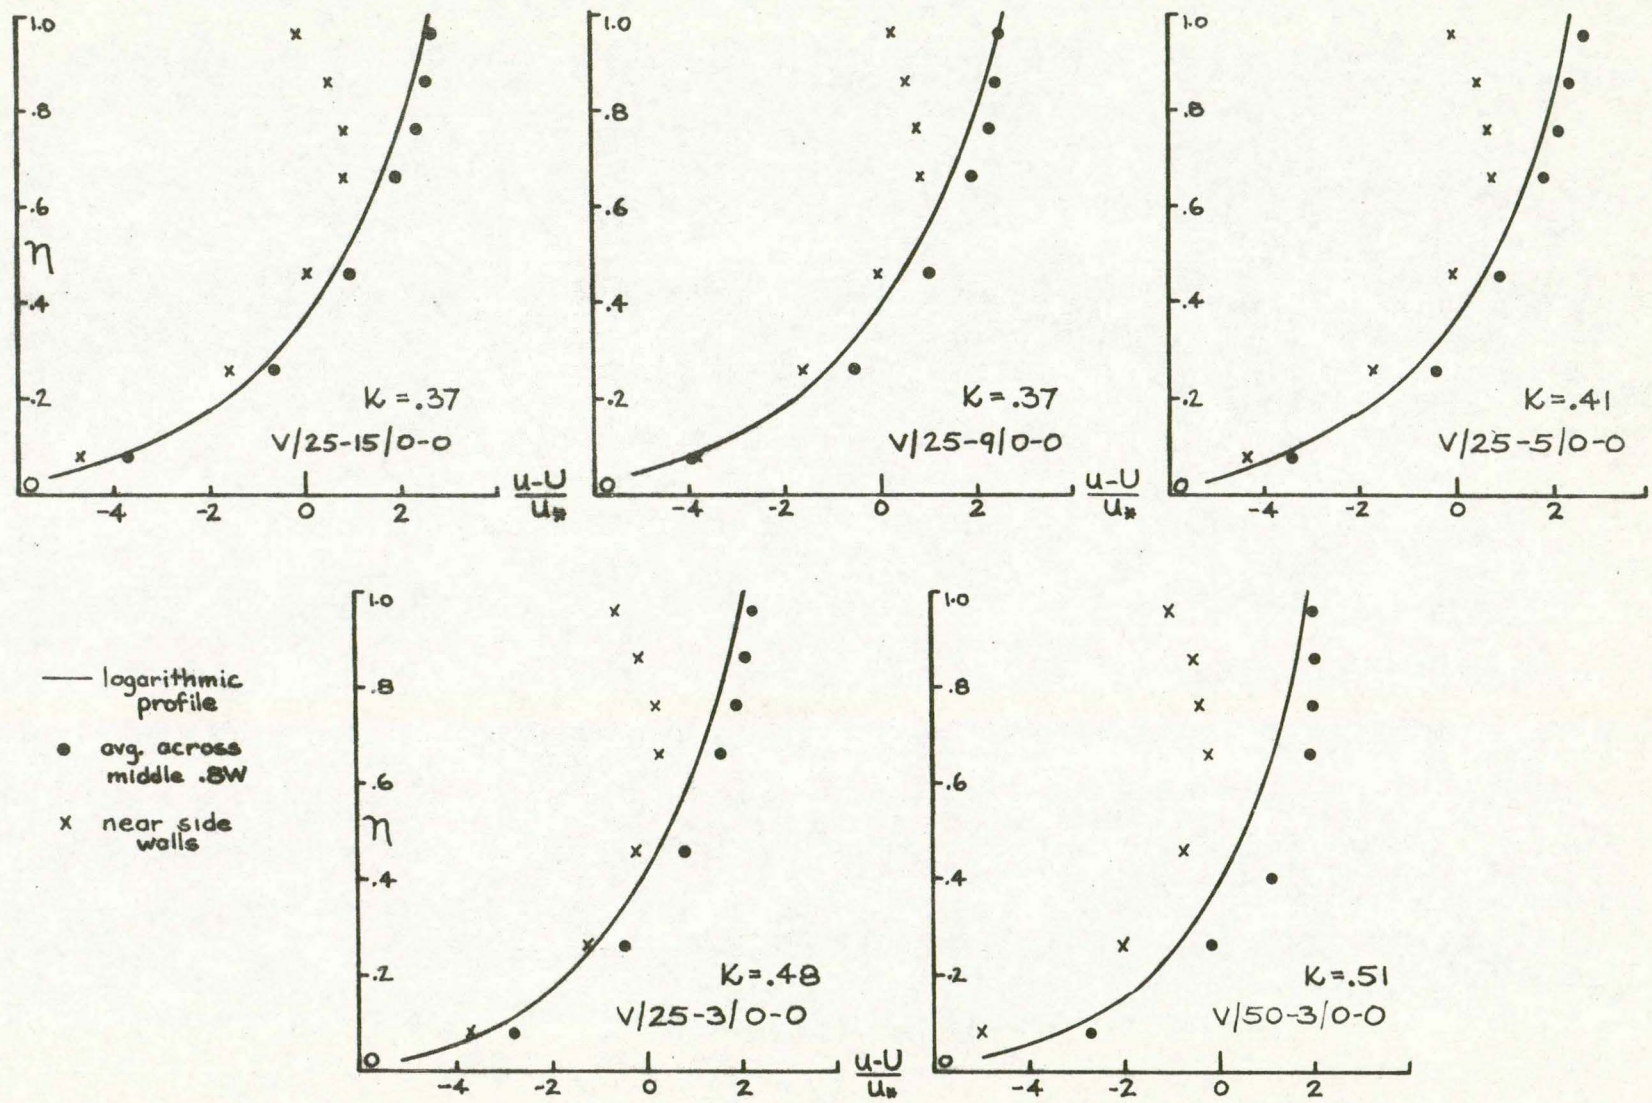 1.0
.8
.6
η
.4
.2
0
-4 -2 0 2
K=.37
V/25-15/0-0
u-U
u*
1.0
.8
.6
.4
.2
0
-4 -2 0 2
K=.37
V/25-9/0-0
u-U
u*
1.0
.8
.6
.4
.2
0
-4 -2 0 2
K=.41
V/25-5/0-0
logarithmic
profile
avg. across
middle .8W
near side
walls
1.0
.8
.6
η
.4
.2
0
-4 -2 0 2
K=.48
V/25-3/0-0
u-U
u*
1.0
.8
.6
.4
.2
0
-4 -2 0 2
K=.51
V/50-3/0-0